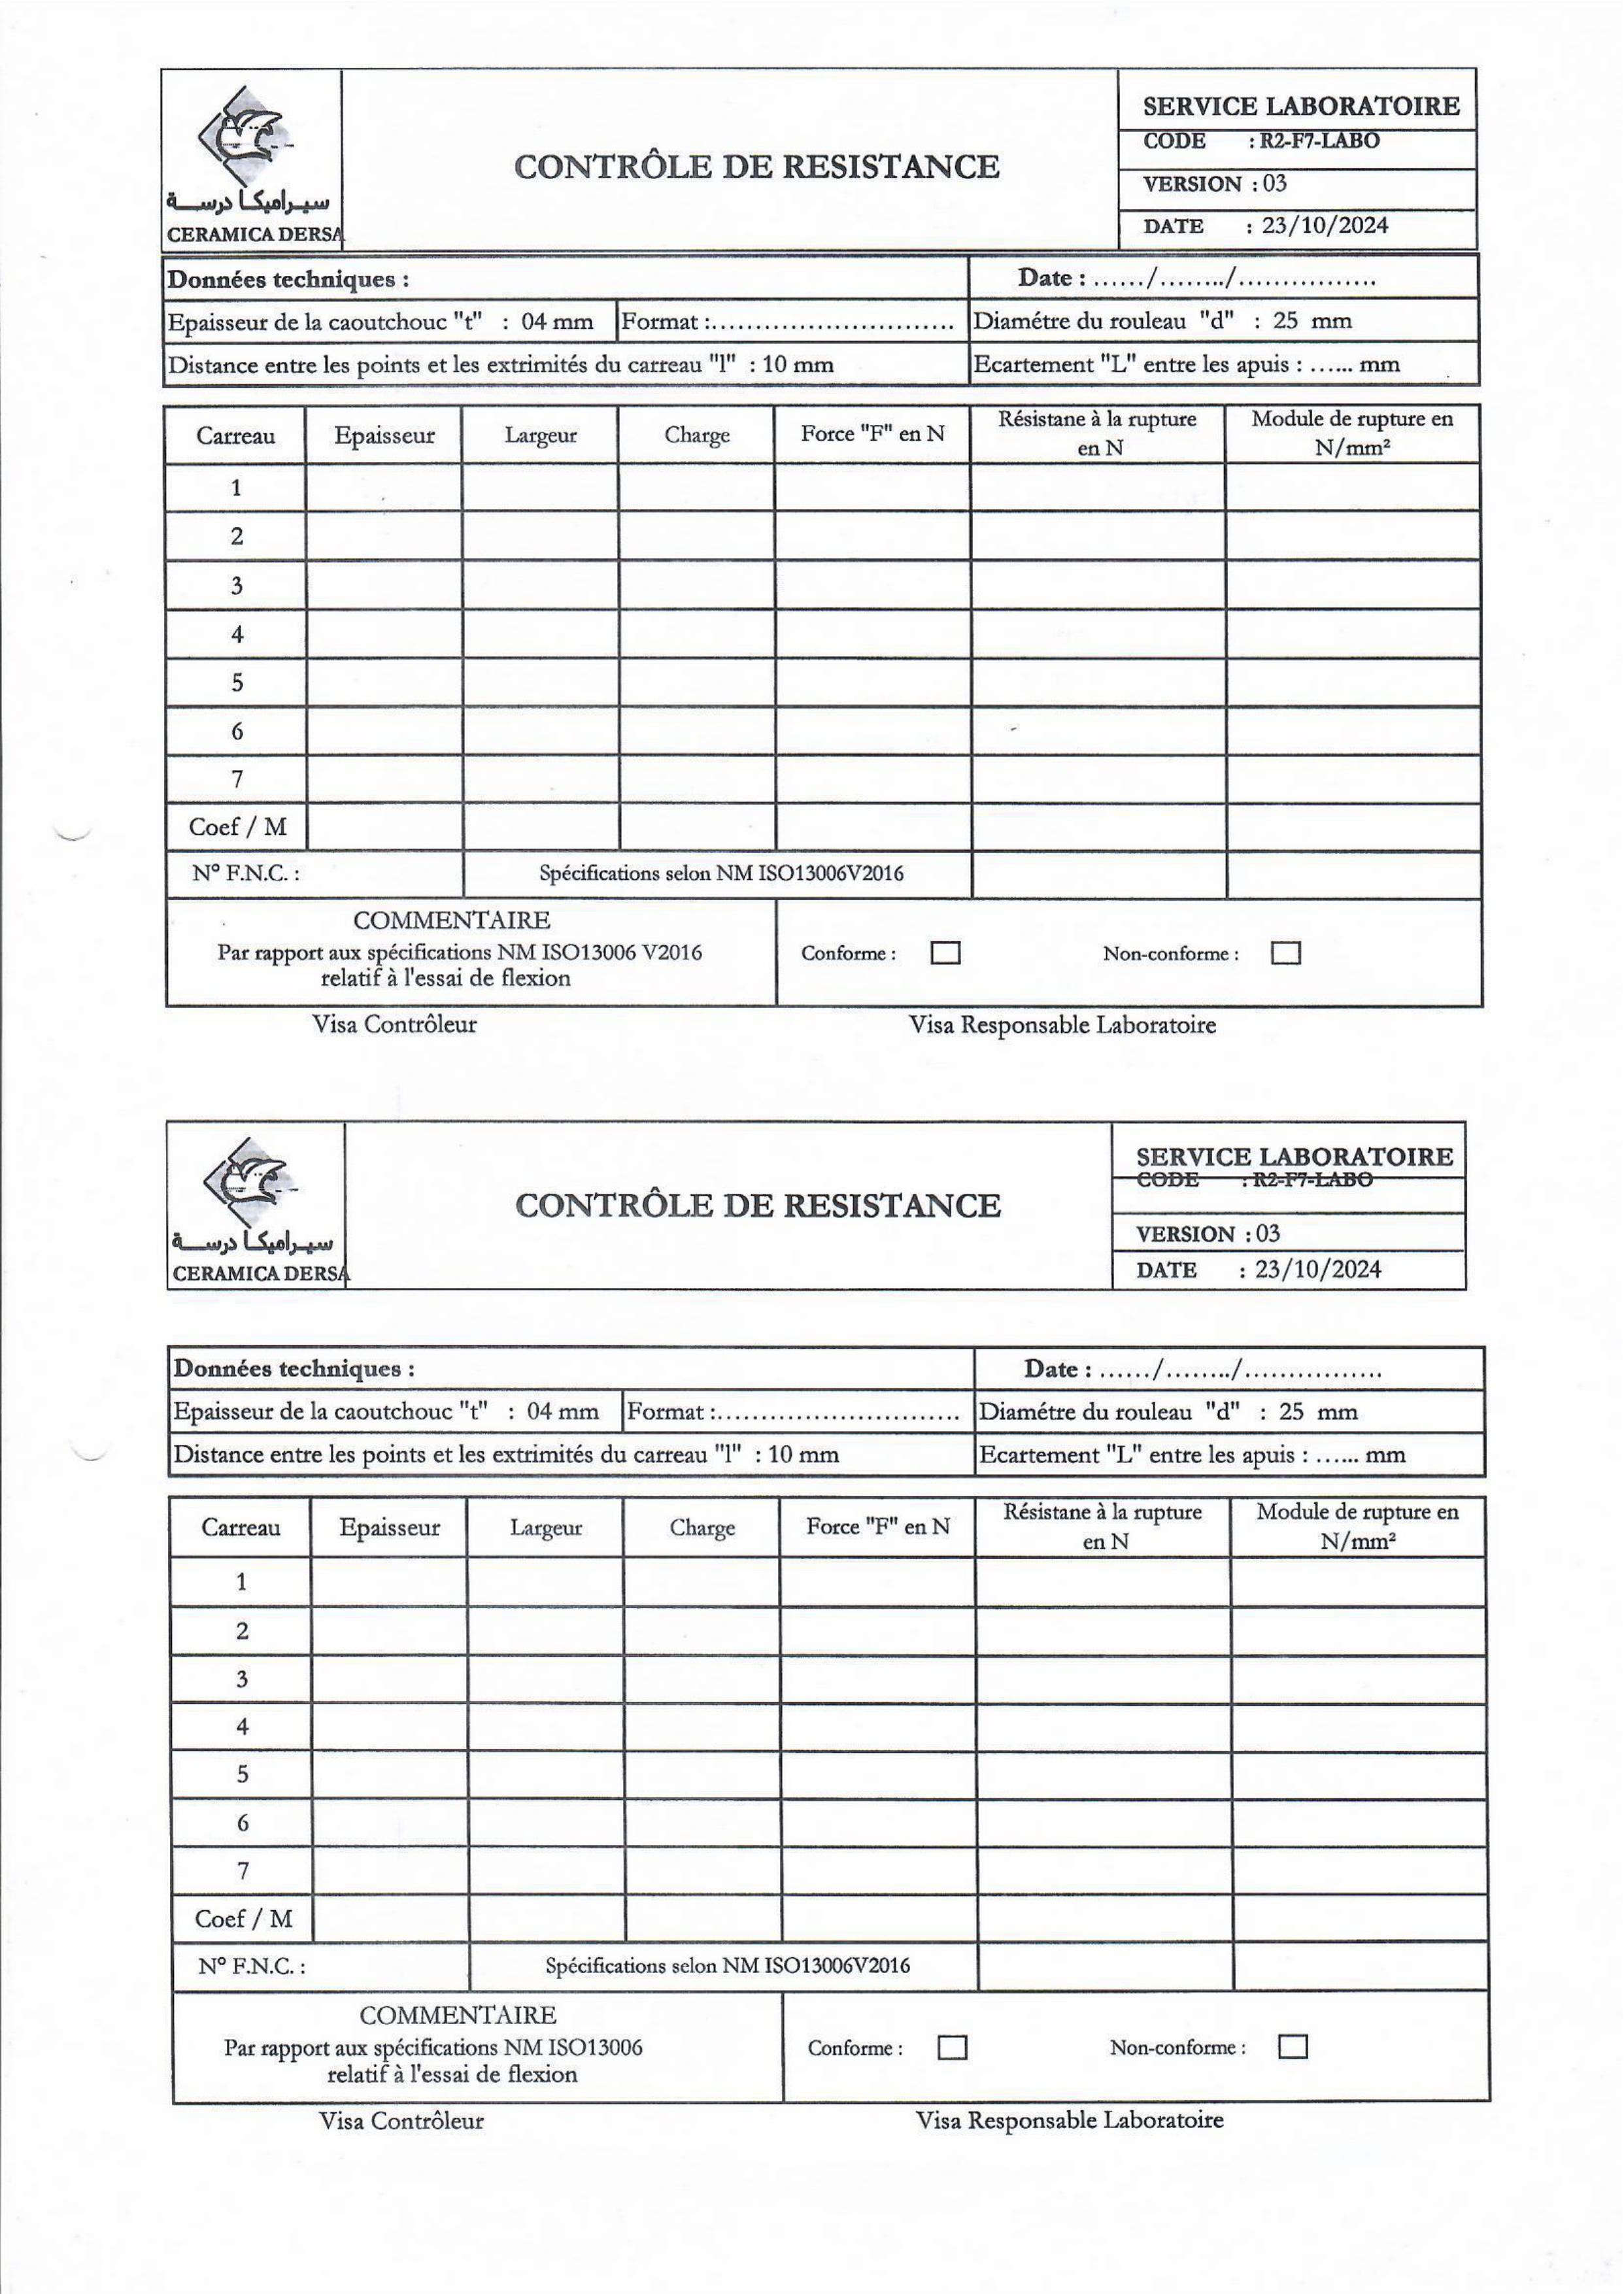 سيراميكا درسة
CERAMICA DERSA
CONTRÔLE DE RESISTANCE
SERVICE LABORATOIRE
CODE : R2-F7-LABO
VERSION : 03
DATE : 23/10/2024
Données techniques :
Date : ....../......../................
Epaisseur de la caoutchouc "t" : 04 mm
Format :............................
Diamétre du rouleau "d" : 25 mm
Distance entre les points et les extrimités du carreau "l" : 10 mm
Ecartement "L" entre les apuis : ...... mm
Carreau Epaisseur Largeur Charge Force "F" en N Résistane à la rupture en N Module de rupture en N/mm²
1
2
3
4
5
6
7
Coef / M
N° F.N.C. :
Spécifications selon NM ISO13006V2016
COMMENTAIRE
Par rapport aux spécifications NM ISO13006 V2016
relatif à l'essai de flexion
Conforme :
Non-conforme :
Visa Contrôleur
Visa Responsable Laboratoire
سيراميكا درسة
CERAMICA DERSA
CONTRÔLE DE RESISTANCE
SERVICE LABORATOIRE
CODE : R2-F7-LABO
VERSION : 03
DATE : 23/10/2024
Données techniques :
Date : ....../......../................
Epaisseur de la caoutchouc "t" : 04 mm
Format :............................
Diamétre du rouleau "d" : 25 mm
Distance entre les points et les extrimités du carreau "l" : 10 mm
Ecartement "L" entre les apuis : ...... mm
Carreau Epaisseur Largeur Charge Force "F" en N Résistane à la rupture en N Module de rupture en N/mm²
1
2
3
4
5
6
7
Coef / M
N° F.N.C. :
Spécifications selon NM ISO13006V2016
COMMENTAIRE
Par rapport aux spécifications NM ISO13006
relatif à l'essai de flexion
Conforme :
Non-conforme :
Visa Contrôleur
Visa Responsable Laboratoire